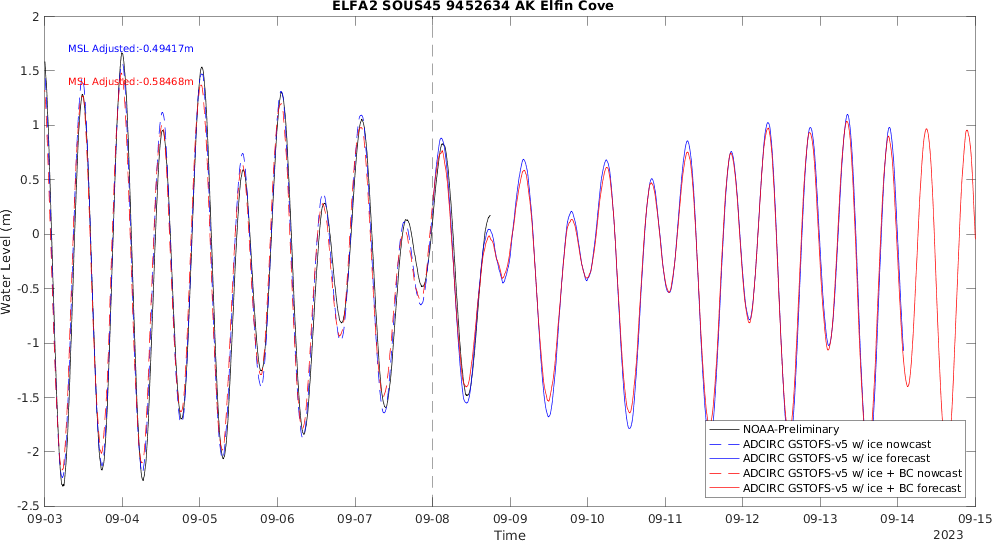 ELFA2 SOUS45 9452634 AK Elfin Cove
MSL Adjusted:-0.49417m
MSL Adjusted:-0.58468m
Water Level (m)
2
1.5
1
0.5
0
-0.5
-1
-1.5
-2
-2.5
NOAA-Preliminary
ADCIRC GSTOFS-v5 w/ ice nowcast
ADCIRC GSTOFS-v5 w/ ice forecast
ADCIRC GSTOFS-v5 w/ ice + BC nowcast
ADCIRC GSTOFS-v5 w/ ice + BC forecast
09-03 09-04 09-05 09-06 09-07 09-08 09-09 09-10 09-11 09-12 09-13 09-14 09-15
Time
2023